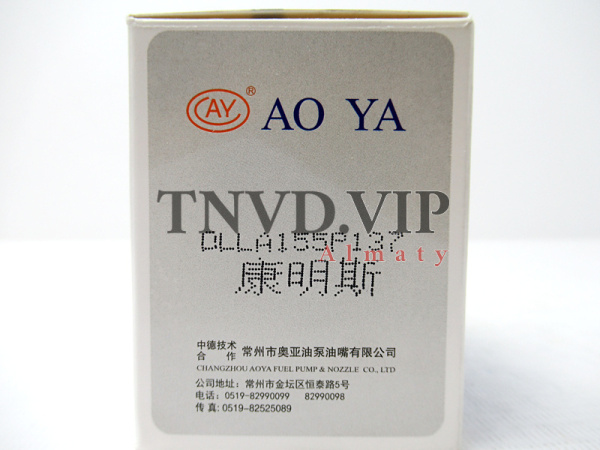 CAY® AO YA
TNVD.VIP
DLLA155P137
Almaty
康明斯
中德技术
合 作 常州市奥亚油泵油嘴有限公司
CHANGZHOU AOYA FUEL PUMP & NOZZLE CO., LTD
公司地址: 常州市金坛区恒泰路5号
电话: 0519-82990099 82990098
传真: 0519-82525089